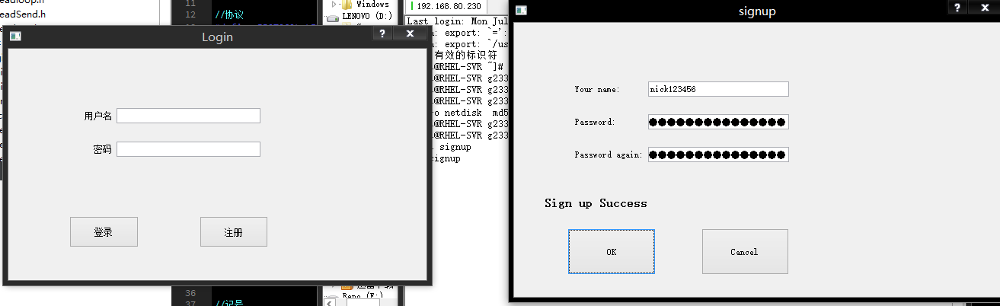 eadloop.h
eadSend.h
11
12 //协议
Windows
LENOVO (D:)
192.168.80.230
Last login: Mon Jul
: export: `=':
: export: `/us
有效的标识符
@RHEL-SVR ~]#
@RHEL-SVR g233
@RHEL-SVR g233
@RHEL-SVR g233
ro netdisk md5
@RHEL-SVR g233
@RHEL-SVR g233
signup
signup
Login
用户名
密码
登录
注册
36
37 //记号
Repo (E:)
signup
Your name: nick123456
Password:
Password again:
Sign up Success
OK
Cancel